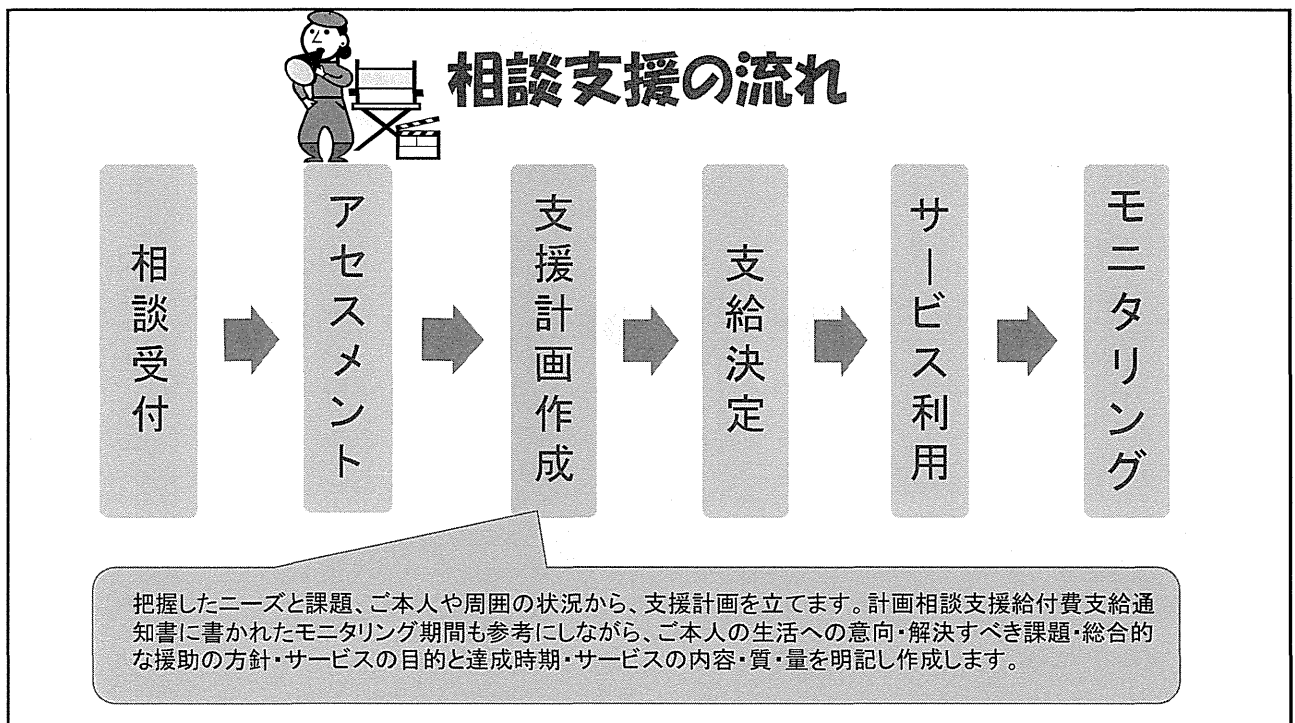 相談支援の流れ
相談受付
アセスメント
支援計画作成
支給決定
サービス利用
モニタリング
把握したニーズと課題、ご本人や周囲の状況から、支援計画を立てます。計画相談支援給付費支給通
知書に書かれたモニタリング期間も参考にしながら、ご本人の生活への意向・解決すべき課題・総合的
な援助の方針・サービスの目的と達成時期・サービスの内容・質・量を明記し作成します。